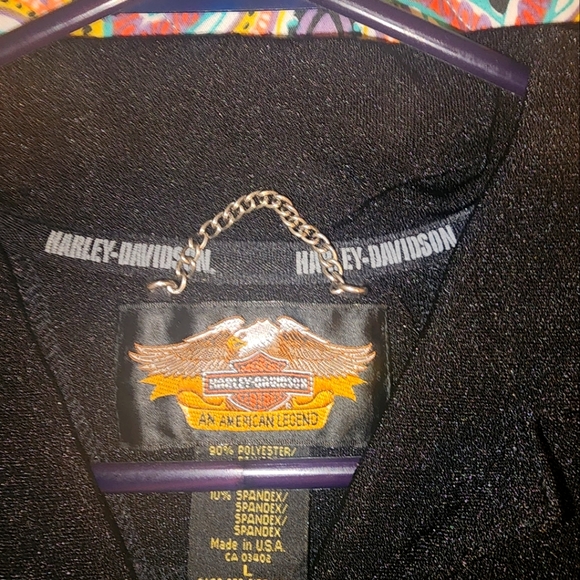 HARLEY-DAVIDSON.
HARLEY-DAVIDSON
HARLEY-DAVIDSON
AN AMERICAN LEGEND
90% POLYESTER/
10% SPANDEX/
SPANDEX/
SPANDEX/
SPANDEX
Made in U.S.A.
CA 03402
L